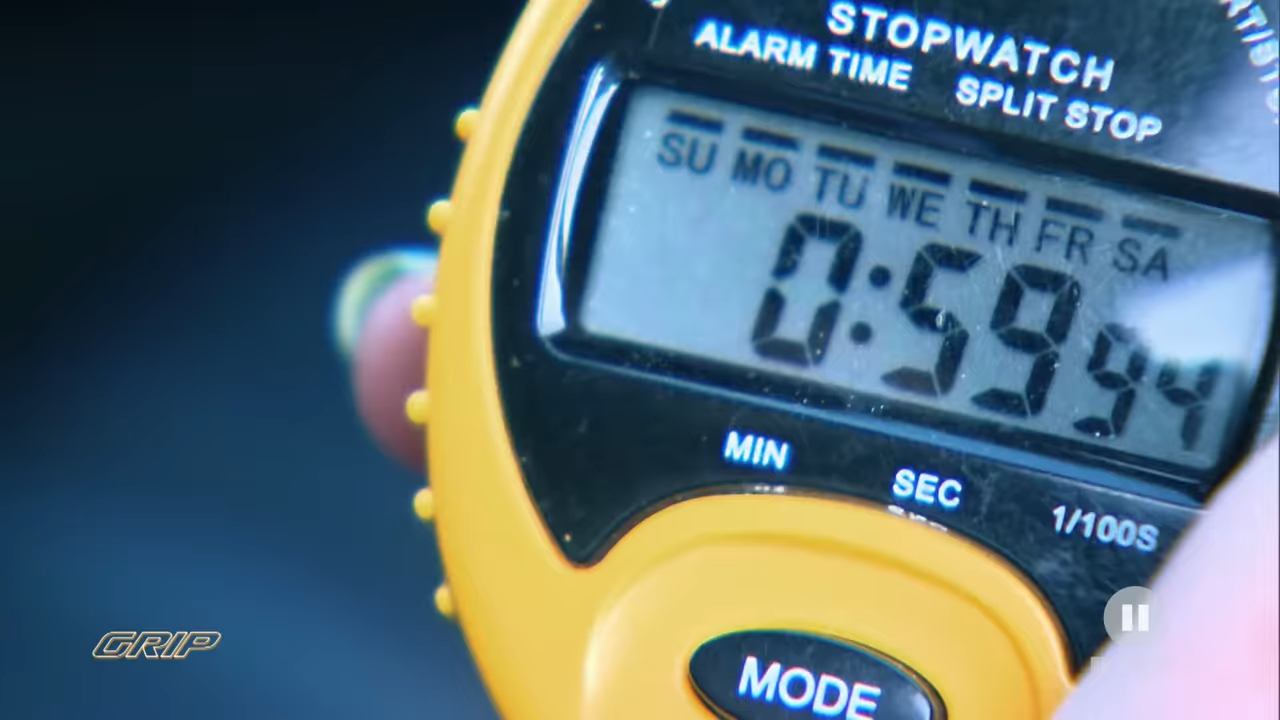 STOPWATCH
ALARM TIME SPLIT STOP
SU MO TU WE TH FR SA
0:59 94
MIN SEC 1/100S
MODE
GRIP